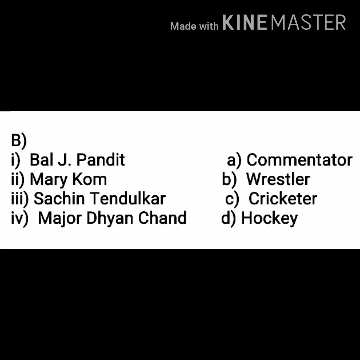 Made with KINEMASTER
B)
i) Bal J. Pandit a) Commentator
ii) Mary Kom b) Wrestler
iii) Sachin Tendulkar c) Cricketer
iv) Major Dhyan Chand d) Hockey